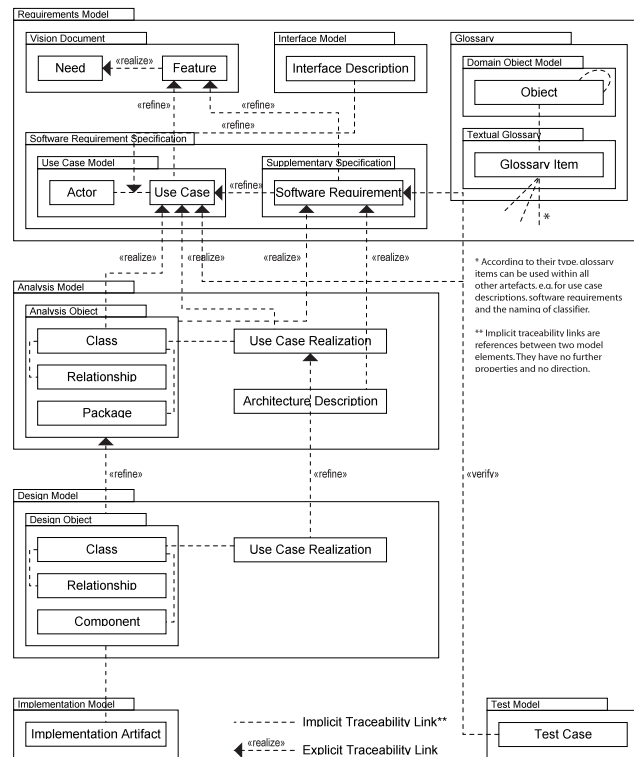 Requirements Model
Vision Document
Interface Model
Glossary
Need
«realize»
Feature
Interface Description
Domain Object Model
Object
«refine»
«refine»
«refine»
Textual Glossary
Glossary Item
*
Software Requirement Specification
Use Case Model
Supplementary Specification
Actor
Use Case
«refine»
Software Requirement
«realize»
«realize»
«realize»
«realize»
* According to their type, glossary
items can be used within all
other artefacts, e.g. for use case
descriptions, software requirements
and the naming of classifier.
** Implicit traceability links are
references between two model
elements. They have no further
properties and no direction.
Analysis Model
Analysis Object
Class
Use Case Realization
Relationship
Architecture Description
Package
«refine»
«refine»
«verify»
Design Model
Design Object
Class
Use Case Realization
Relationship
Component
Implementation Model
Implementation Artifact
Implicit Traceability Link**
«realize»
Explicit Traceability Link
Test Model
Test Case